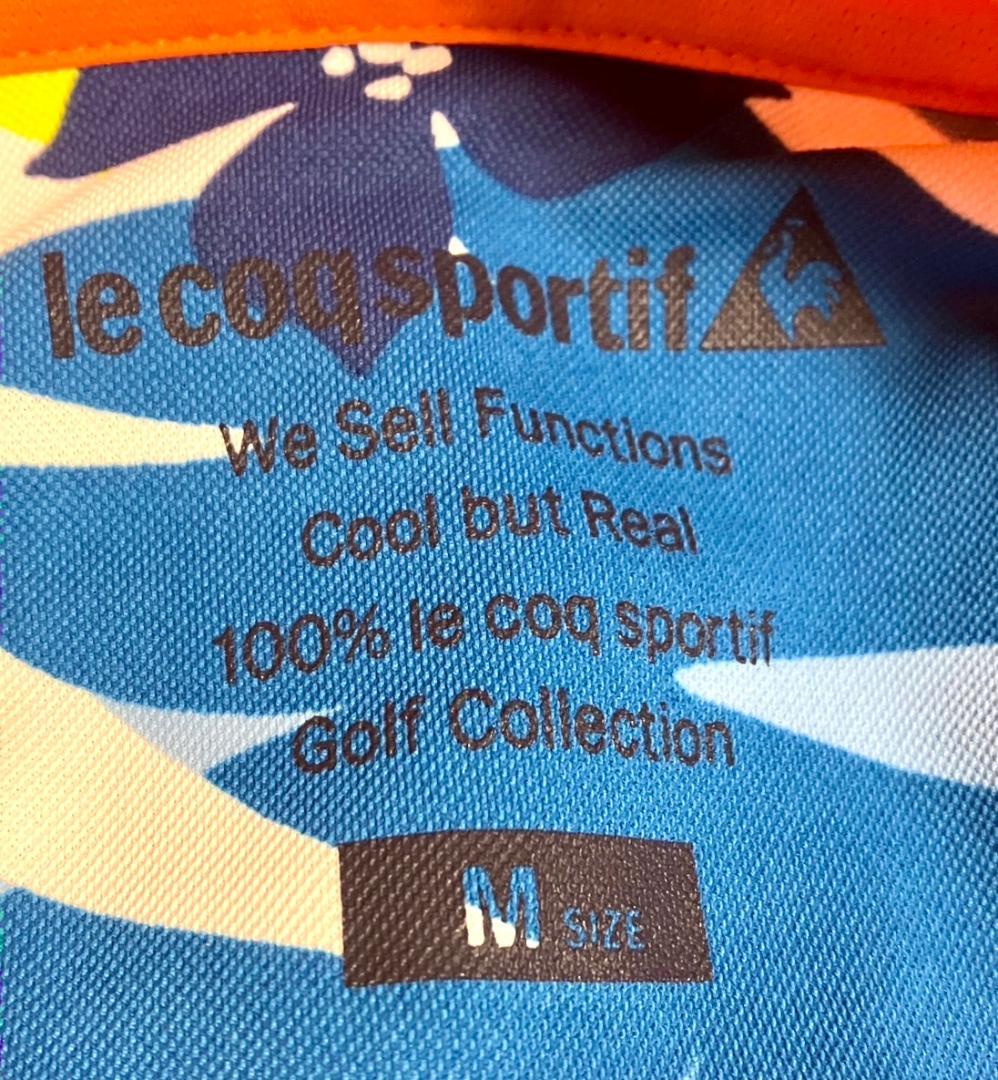 le coq sportif
We Sell Functions
Cool but Real
100% le coq sportif
Golf Collection
M SIZE